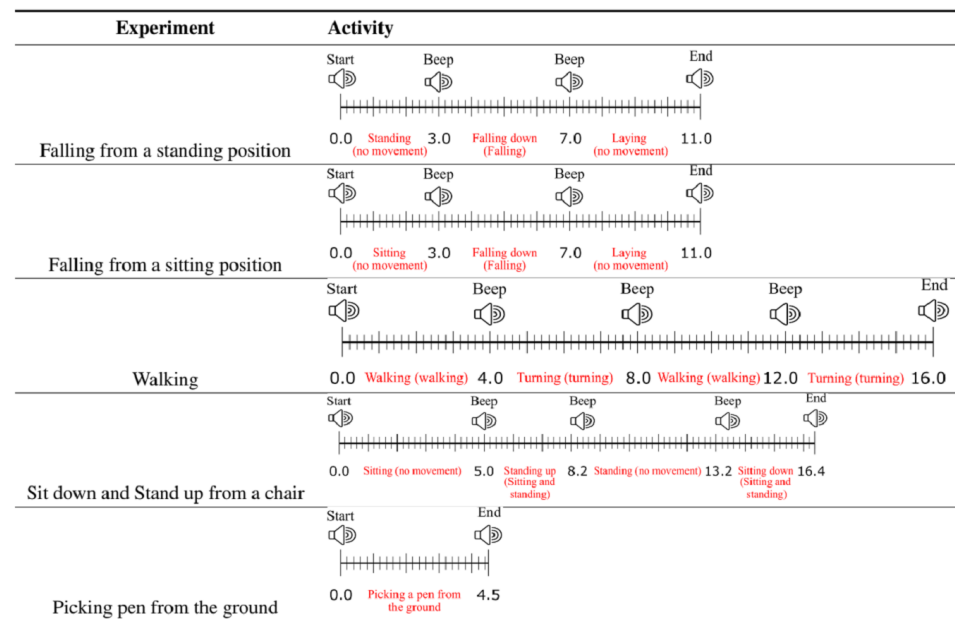 Experiment Activity
Start Beep Beep End
0.0 Standing 3.0 Falling down 7.0 Laying 11.0
(no movement) (Falling) (no movement)
Falling from a standing position
Start Beep Beep End
0.0 Sitting 3.0 Falling down 7.0 Laying 11.0
(no movement) (Falling) (no movement)
Falling from a sitting position
Start Beep Beep Beep End
Walking 0.0 Walking (walking) 4.0 Turning (turning) 8.0 Walking (walking) 12.0 Turning (turning) 16.0
Start Beep Beep Beep End
0.0 Sitting (no movement) 5.0 Standing up 8.2 Standing (no movement) 13.2 Sitting down 16.4
(Sitting and (Sitting and
standing) standing)
Sit down and Stand up from a chair
Start End
0.0 Picking a pen from 4.5
the ground
Picking pen from the ground